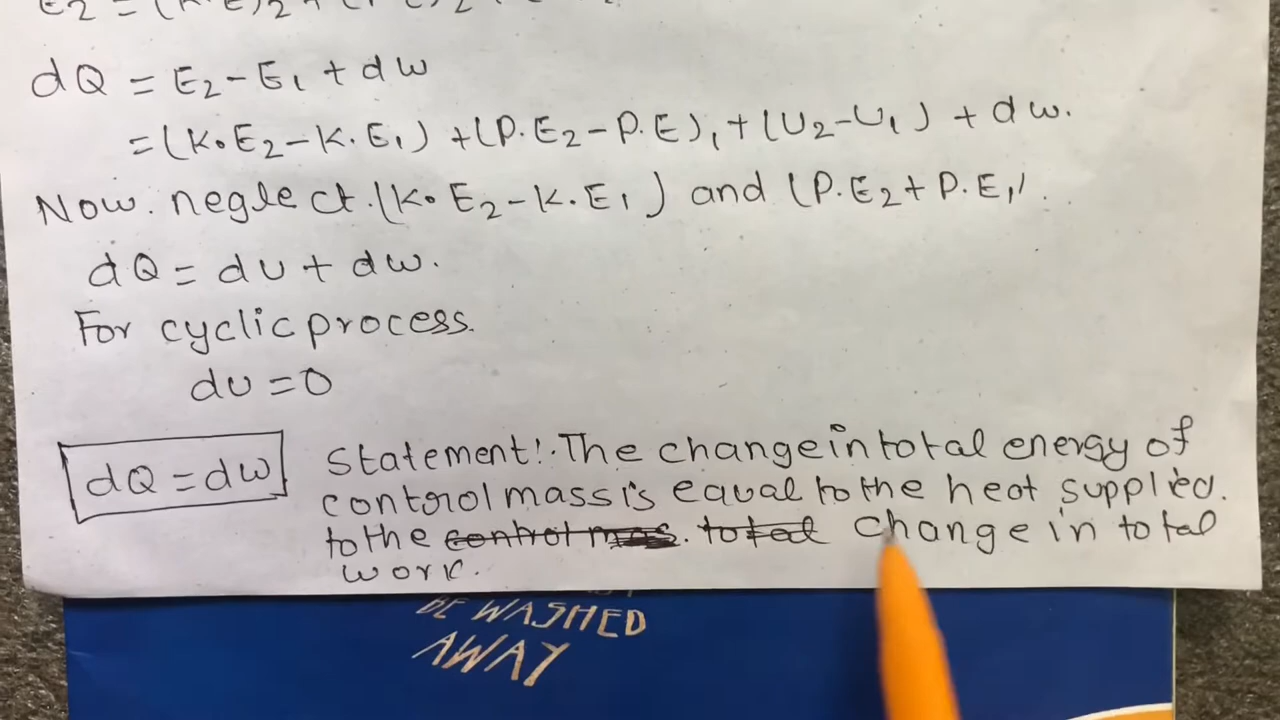 dQ = E2 - E1 + dw
= (K.E2 - K.E1) + (P.E2 - P.E)1 + (U2 - U1) + dw.
Now. neglect. (K.E2 - K.E1) and (P.E2 + P.E1).
dQ = du + dw.
For cyclic process.
du = 0
dQ = dw
Statement:. The change in total energy of
control mass is equal to the heat supplied.
to the control mas. total change in total
work.
BE WASHED
AWAY